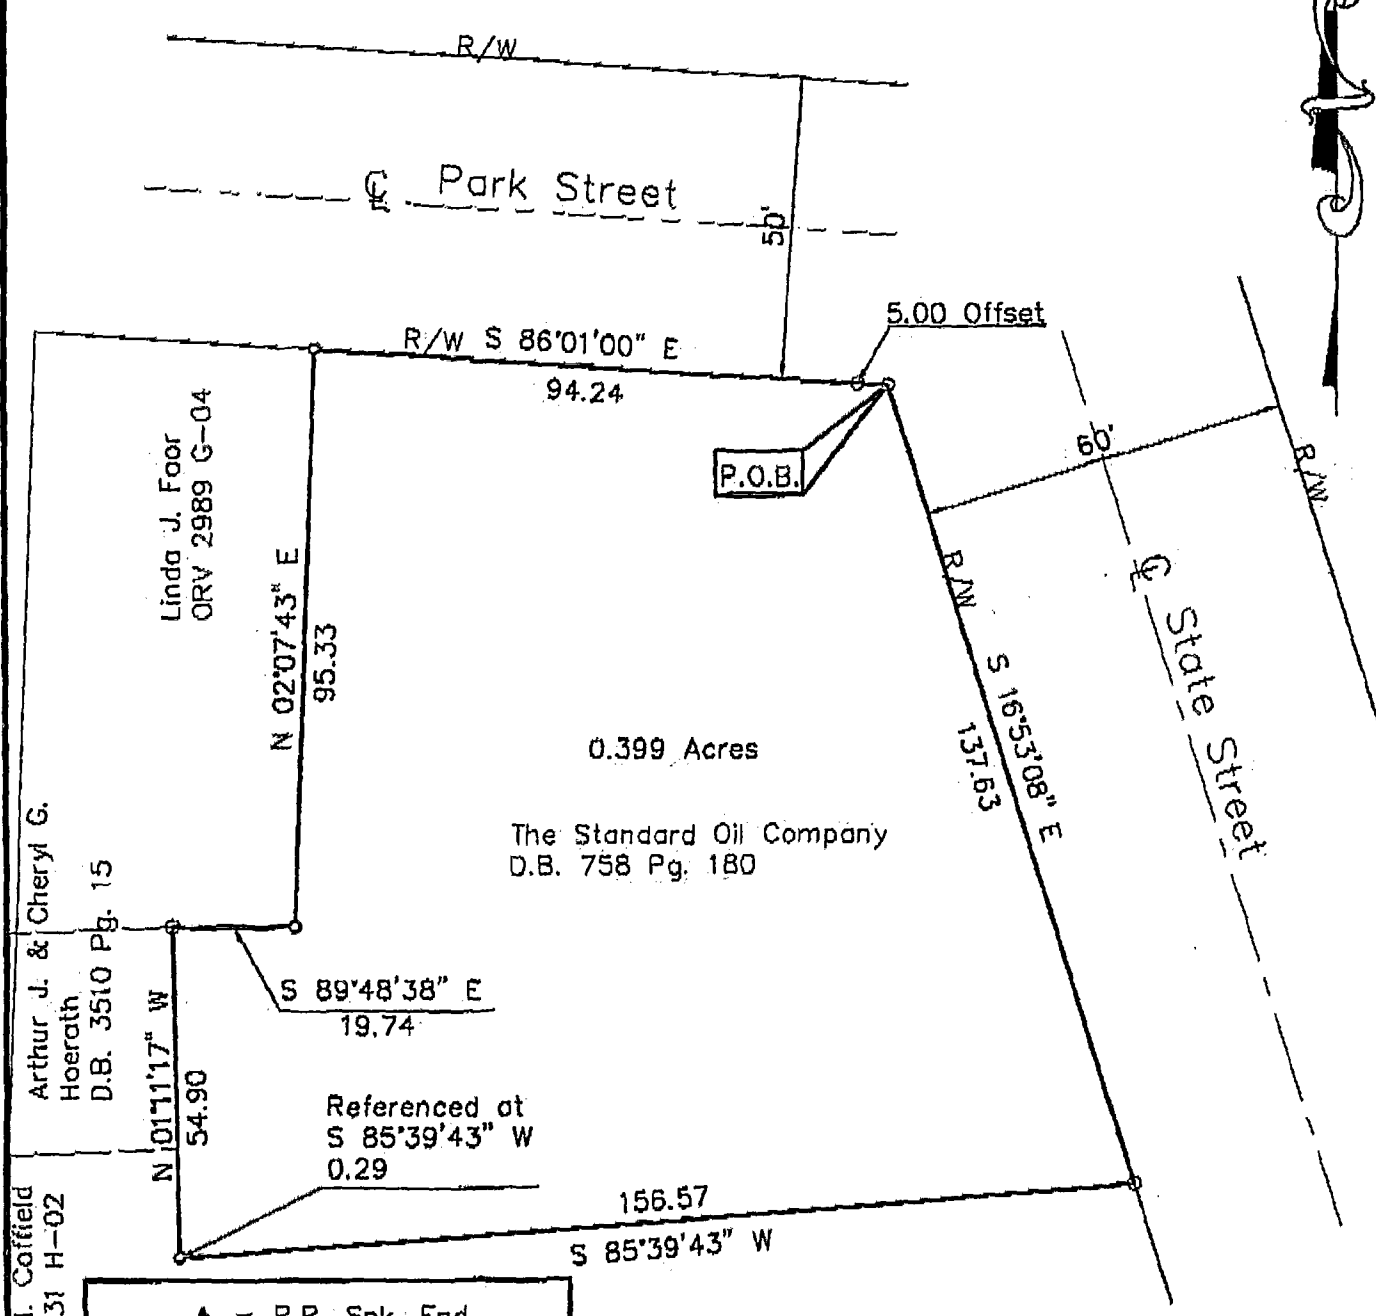 R/W
℄ Park Street
50'
5.00 Offset
R/W S 86°01'00" E
94.24
60'
R/W
P.O.B.
Linda J. Foor
ORV 2989 G-04
N 02°07'43" E
95.33
R/W
S 16°53'08" E
137.63
℄ State Street
0.399 Acres
The Standard Oil Company
D.B. 758 Pg. 180
Arthur J. & Cheryl G.
Hoerath
D.B. 3510 Pg. 15
S 89°48'38" E
19.74
N 01°11'17" W
54.90
Referenced at
S 85°39'43" W
0.29
156.57
S 85°39'43" W
Coffield
31 H-02
= R.R. Spk. Fnd.